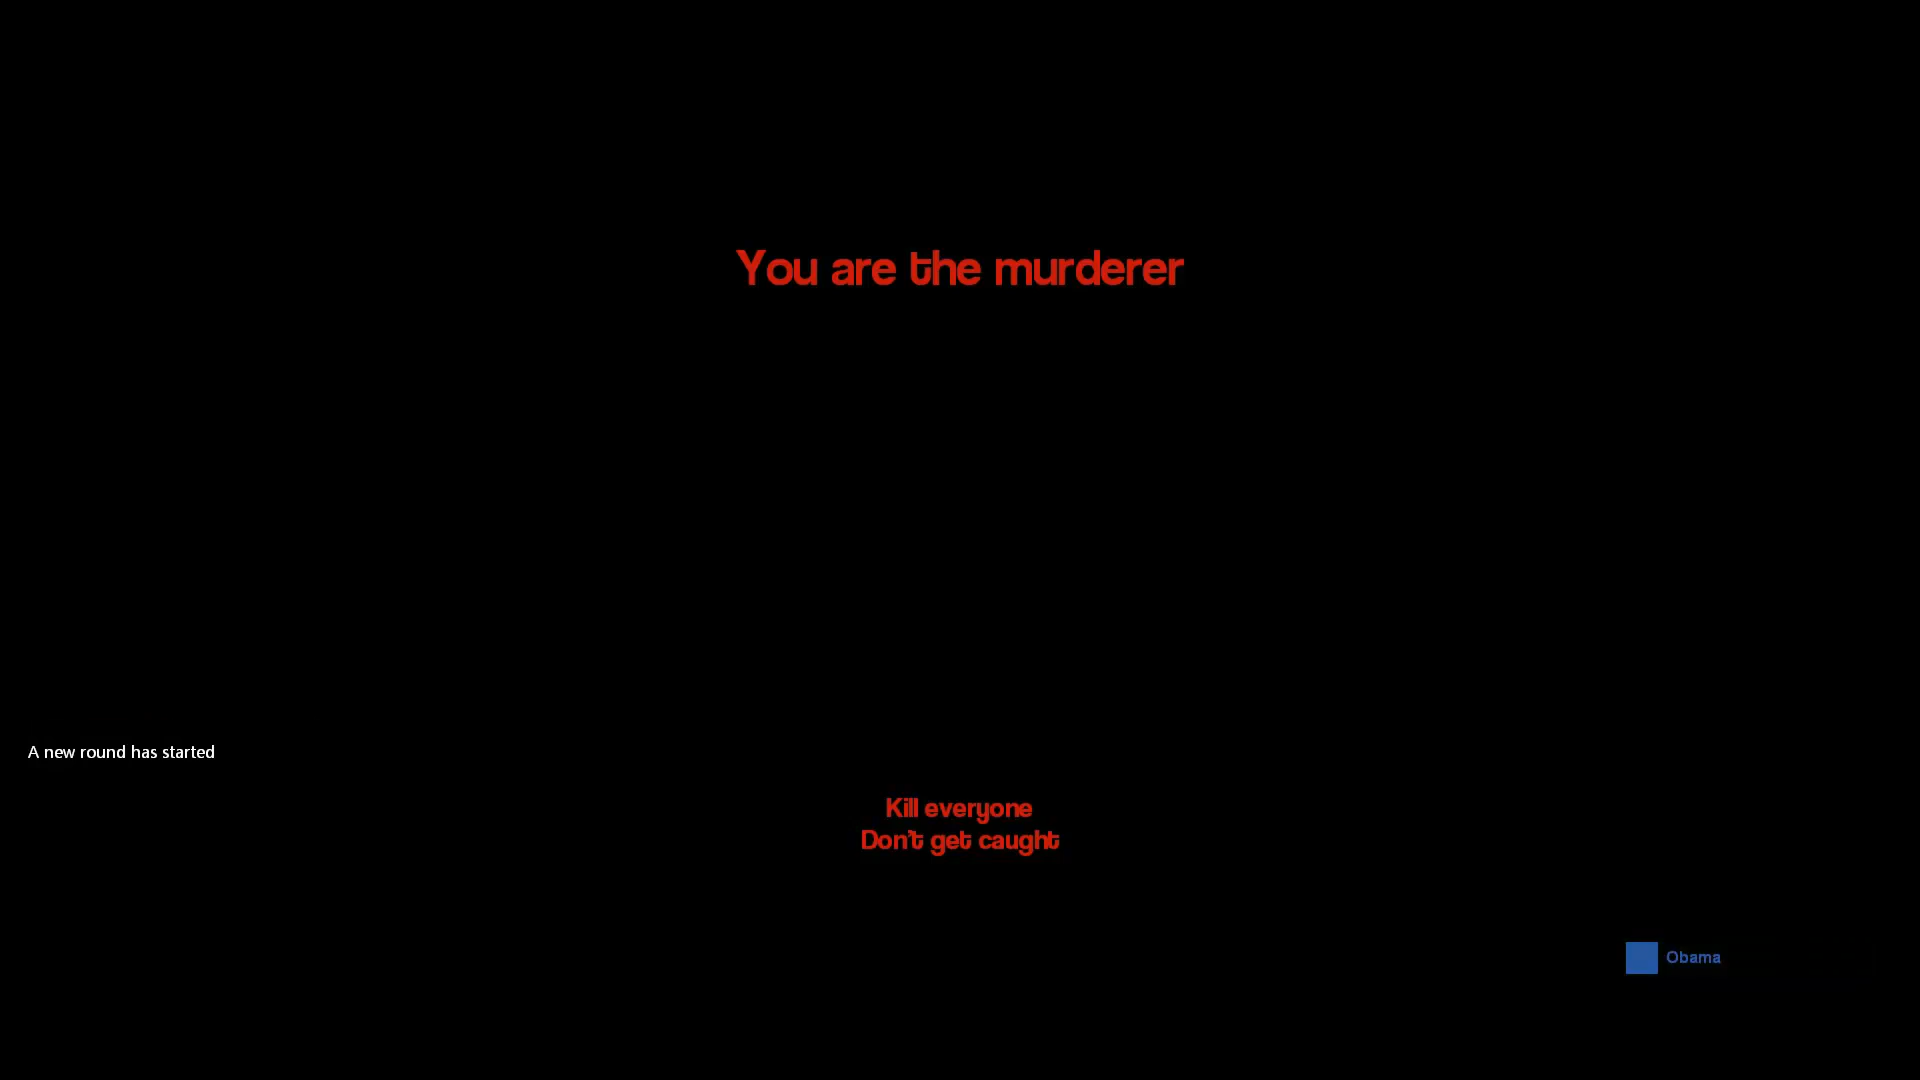 You are the murderer
A new round has started
Kill everyone
Don't get caught
Obama